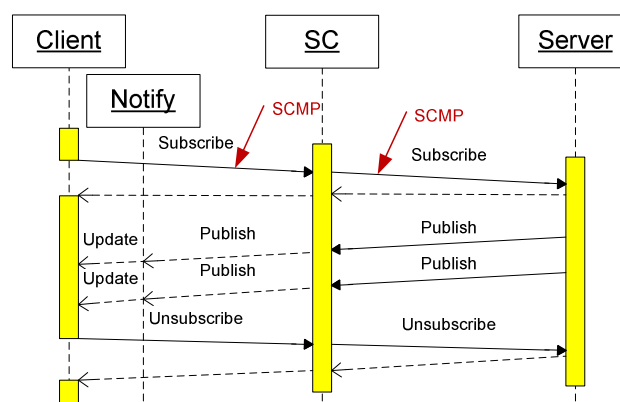 Client
SC
Server
Notify
SCMP
SCMP
Subscribe
Subscribe
Publish
Publish
Update
Publish
Publish
Update
Unsubscribe
Unsubscribe